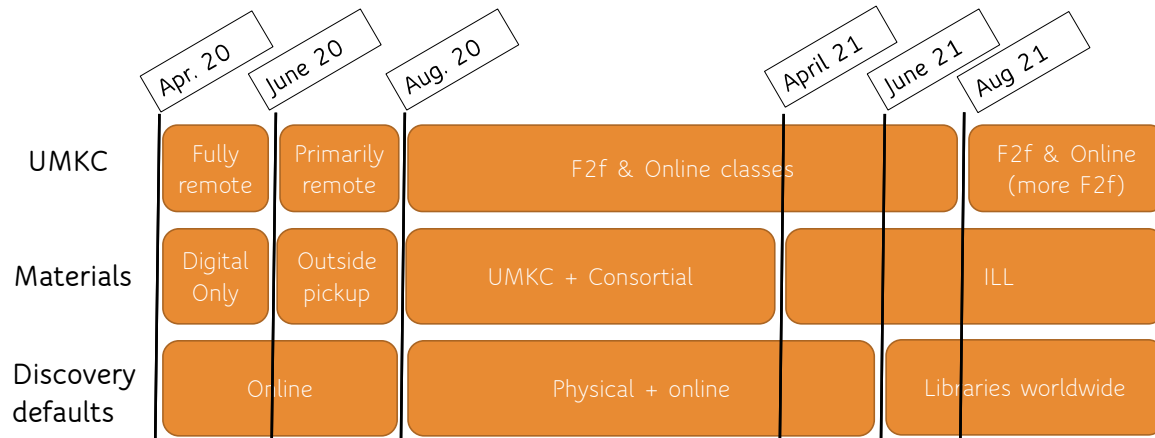 Apr. 20
June 20
Aug. 20
April 21
June 21
Aug 21
UMKC
Fully
remote
Primarily
remote
F2f & Online classes
F2f & Online
(more F2f)
Materials
Digital
Only
Outside
pickup
UMKC + Consortial
ILL
Discovery
defaults
Online
Physical + online
Libraries worldwide